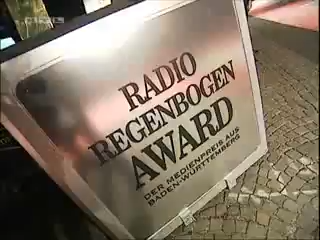 RADIO
REGENBOGEN
AWARD
DER MEDIENPREIS AUS
BADEN-WÜRTTEMBERG